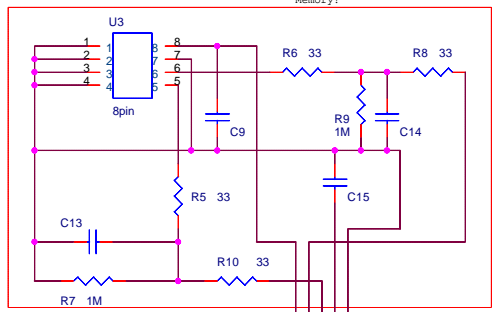 Memory?
U3
1 1 8 8
2 2 7 7
3 3 6 6
4 4 5 5
8pin
R6 33
R8 33
R9
1M
C9
C14
C15
R5 33
C13
R10 33
R7 1M